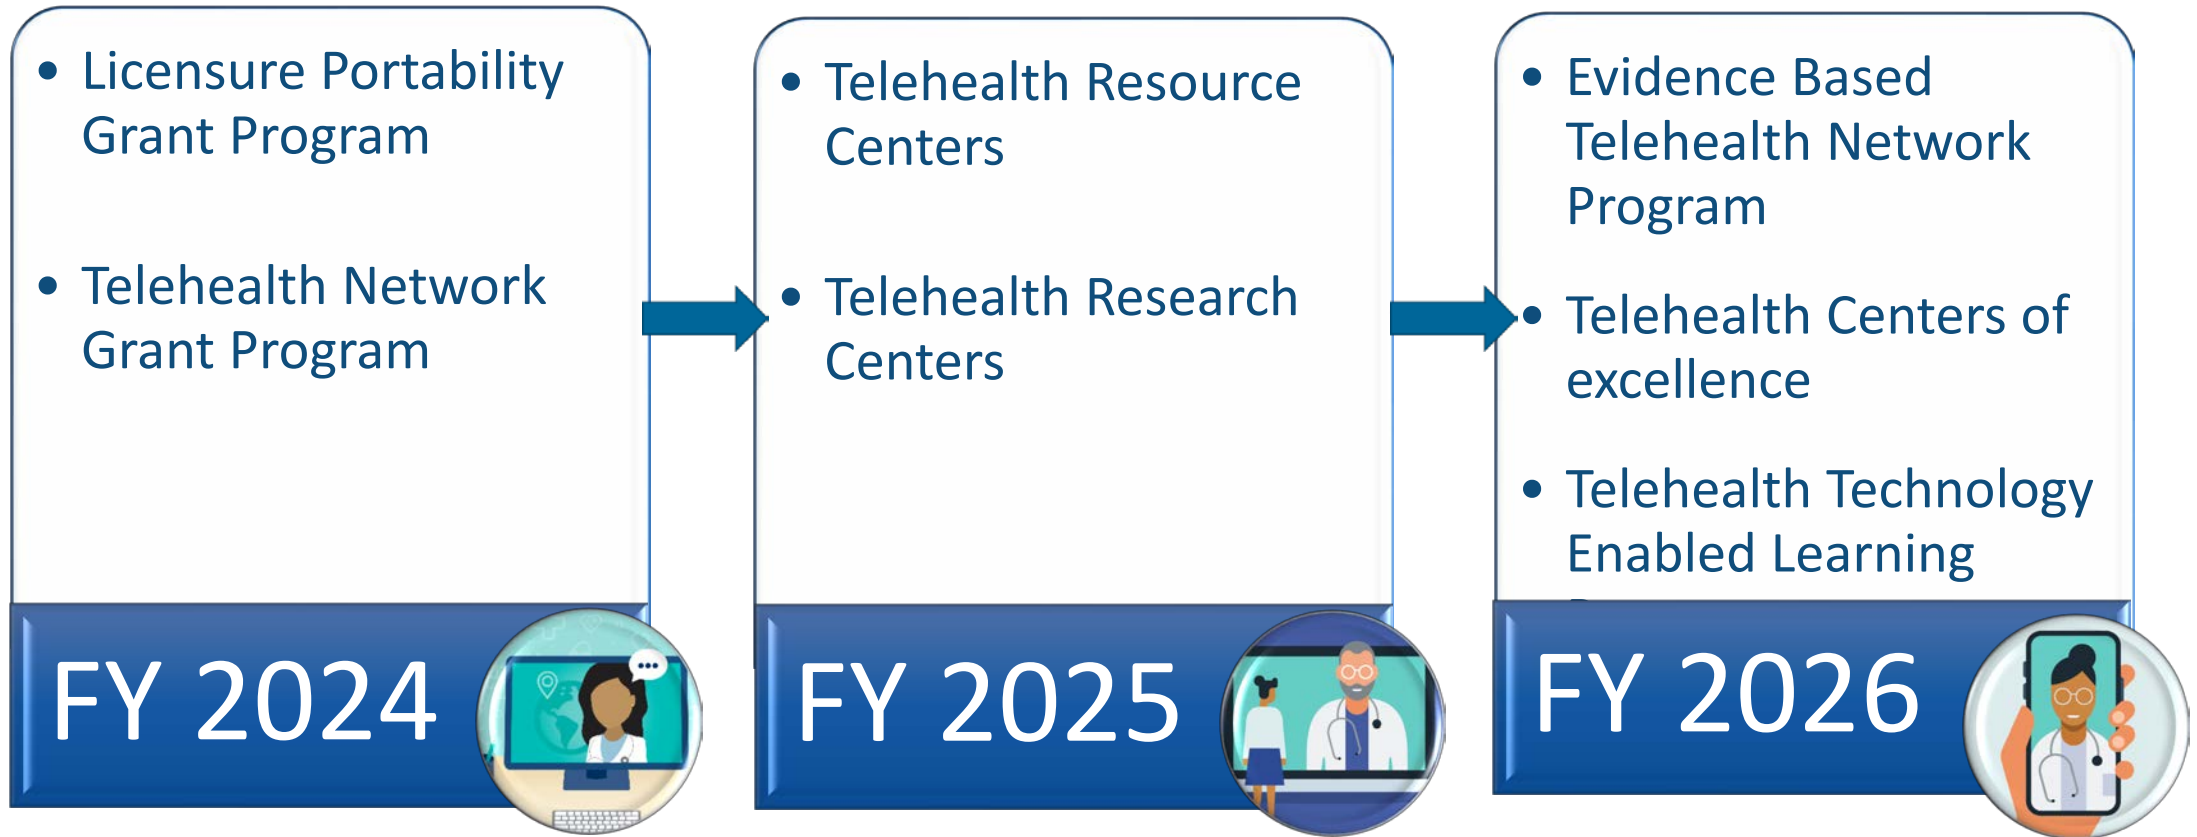 • Licensure Portability
Grant Program
• Telehealth Network
Grant Program
FY 2024
• Telehealth Resource
Centers
• Telehealth Research
Centers
FY 2025
• Evidence Based
Telehealth Network
Program
• Telehealth Centers of
excellence
• Telehealth Technology
Enabled Learning
FY 2026